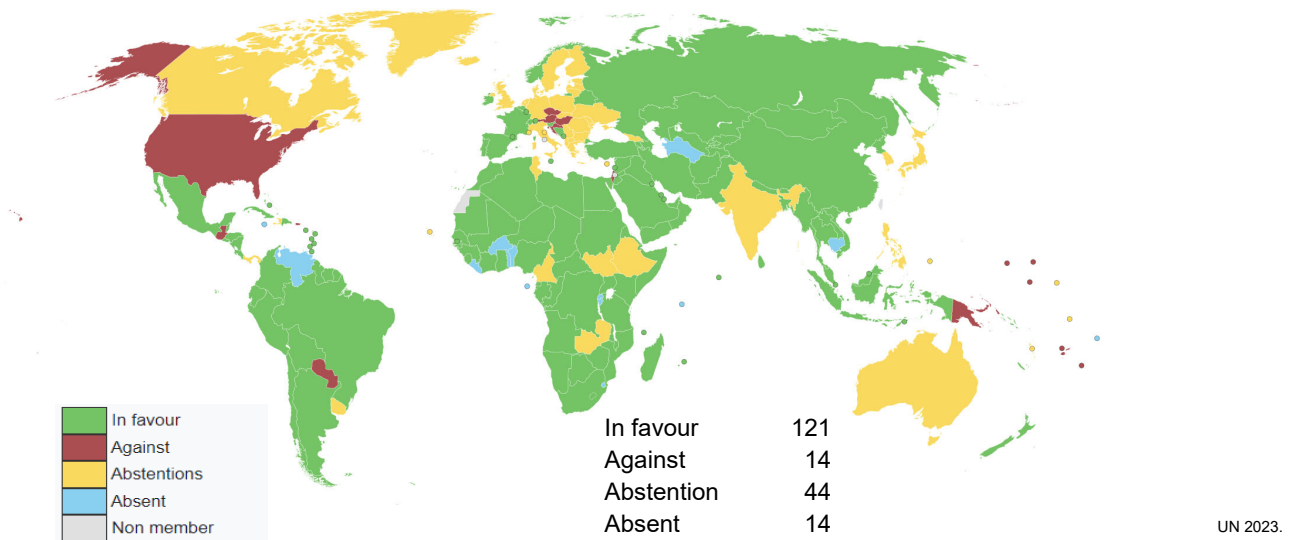 In favour
Against
Abstentions
Absent
Non member
In favour 121
Against 14
Abstention 44
Absent 14
UN 2023.